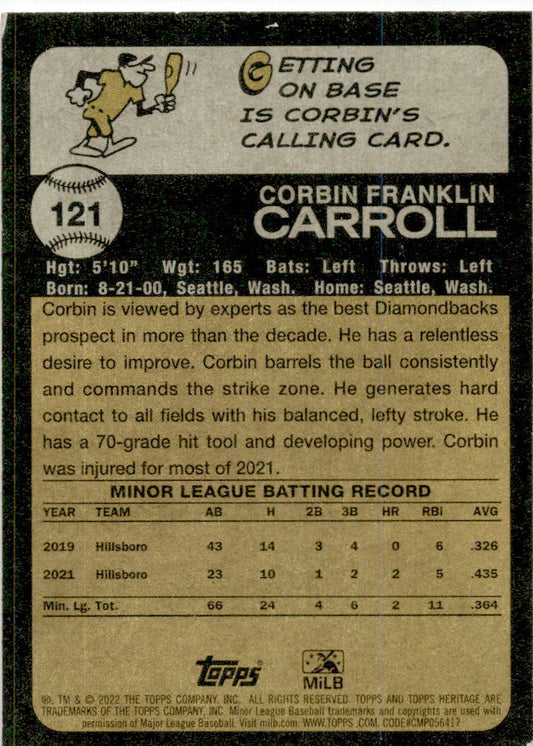 GETTING
ON BASE
IS CORBIN'S
CALLING CARD.
121
CORBIN FRANKLIN
CARROLL
Hgt: 5'10" Wgt: 165 Bats: Left Throws: Left
Born: 8-21-00, Seattle, Wash. Home: Seattle, Wash.
Corbin is viewed by experts as the best Diamondbacks
prospect in more than the decade. He has a relentless
desire to improve. Corbin barrels the ball consistently
and commands the strike zone. He generates hard
contact to all fields with his balanced, lefty stroke. He
has a 70-grade hit tool and developing power. Corbin
was injured for most of 2021.
MINOR LEAGUE BATTING RECORD
YEAR TEAM AB H 2B 3B HR RBI AVG
2019 Hillsboro 43 14 3 4 0 6 .326
2021 Hillsboro 23 10 1 2 2 5 .435
Min. Lg. Tot. 66 24 4 6 2 11 .364
TOPPS
MiLB
®, TM & © 2022 THE TOPPS COMPANY, INC. ALL RIGHTS RESERVED. TOPPS AND TOPPS HERITAGE ARE
TRADEMARKS OF THE TOPPS COMPANY, INC. Minor League Baseball trademarks and copyrights are used with
permission of Major League Baseball. Visit milb.com. WWW.TOPPS.COM. CODE#CMP056417